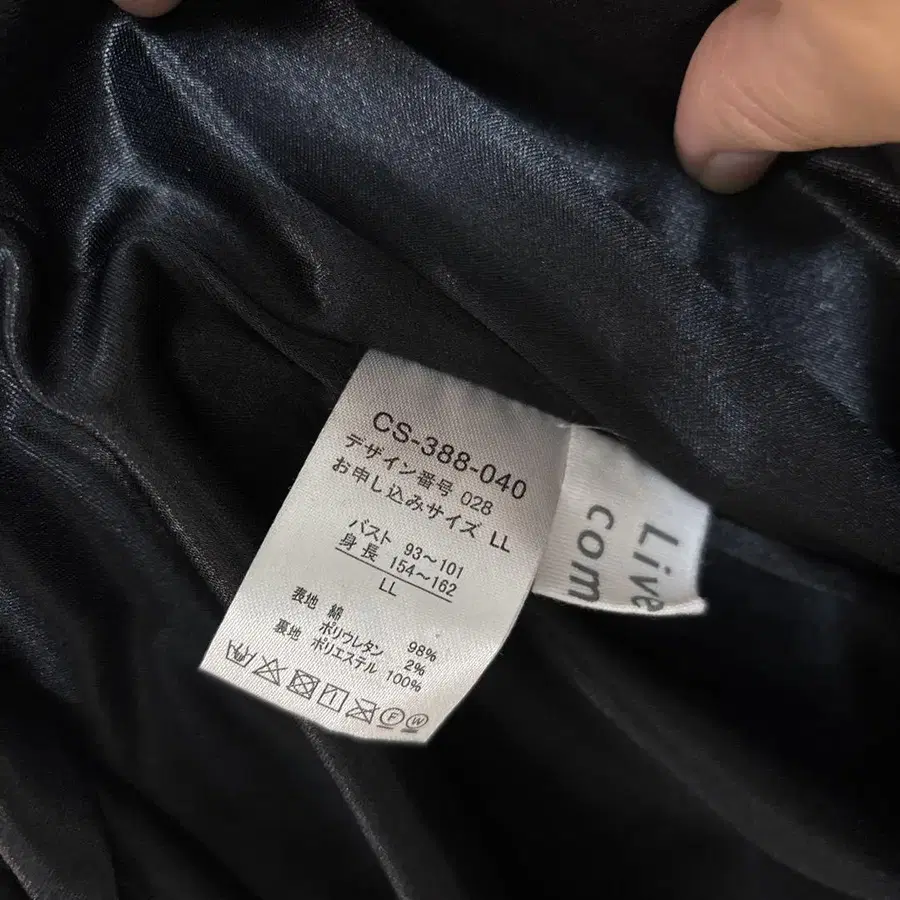 CS-388-040
デザイン番号 028
お申し込みサイズ LL
バスト 93～101
身長 154～162
LL
表地 綿 98%
ポリウレタン 2%
裏地 ポリエステル 100%
F W
Live
com